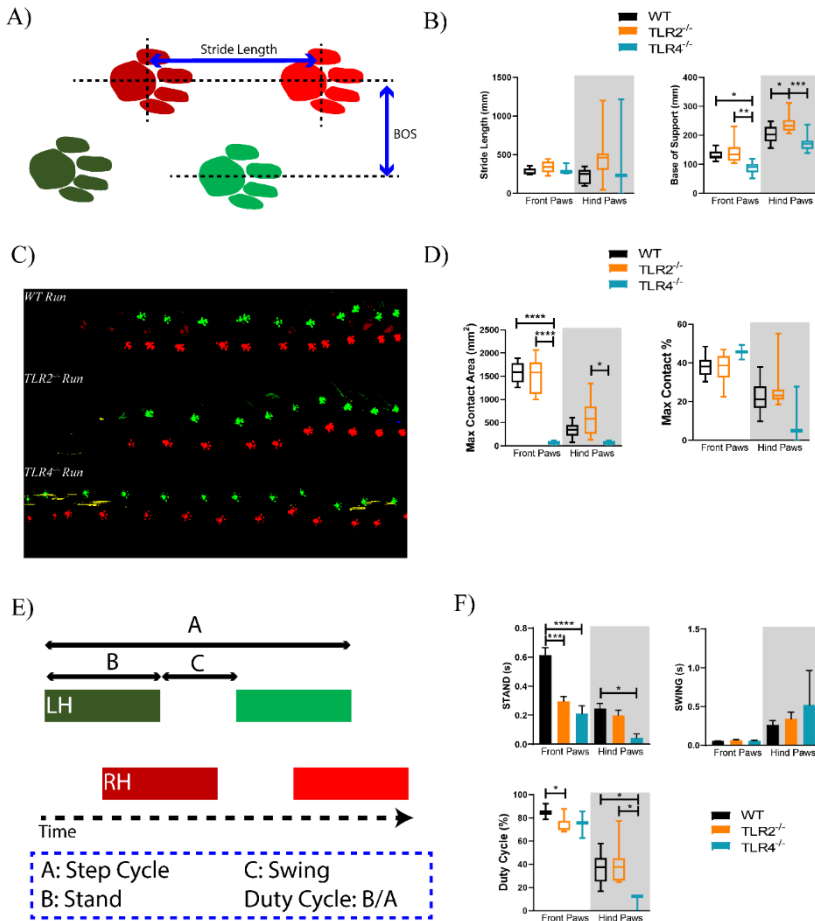 A)
Stride Length
BOS
B)
WT
TLR2-/-
TLR4-/-
Stride Length (mm)
1500
1000
500
0
Front Paws Hind Paws
Base of Support (mm)
400
300
200
100
0
* ** * ***
Front Paws Hind Paws
C)
WT Run
TLR2-/- Run
TLR4-/- Run
D)
WT
TLR2-/-
TLR4-/-
Max Contact Area (mm2)
2500
2000
1500
1000
500
0
**** **** *
Front Paws Hind Paws
Max Contact %
60
40
20
0
Front Paws Hind Paws
E)
A
B C
LH
RH
Time
A: Step Cycle C: Swing
B: Stand Duty Cycle: B/A
F)
STAND (s)
0.8
0.6
0.4
0.2
0.0
**** *** *
Front Paws Hind Paws
SWING (s)
1.5
1.0
0.5
0.0
Front Paws Hind Paws
Duty Cycle (%)
100
80
60
40
20
0
* * *
Front Paws Hind Paws
WT
TLR2-/-
TLR4-/-